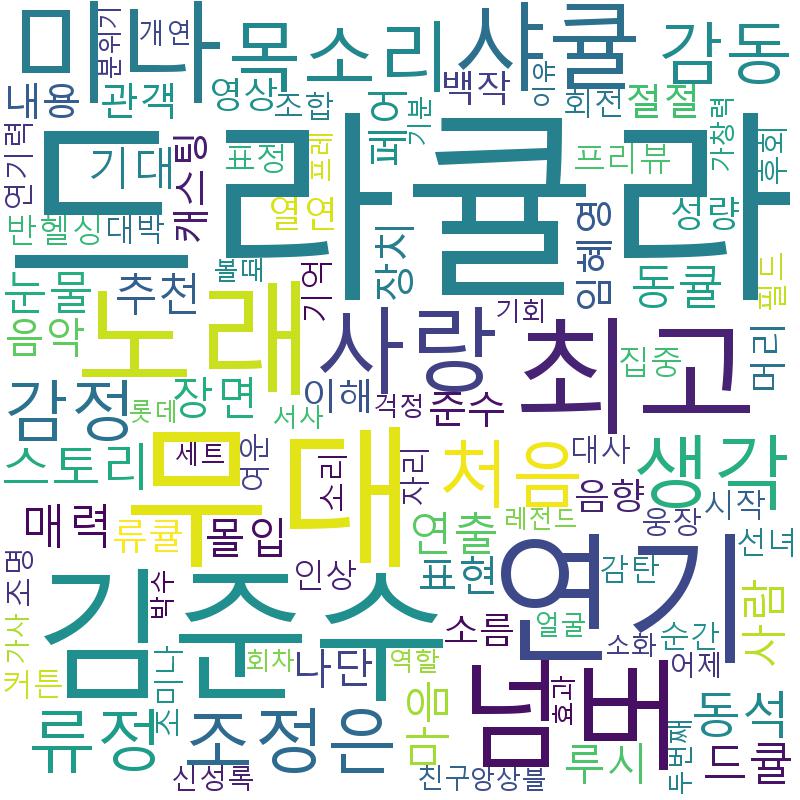 미나
분위기
개연
목소리
샤큘
감동
내용
관객
영상
조합
백작
이유
회전
절절
페어
기분
연기력
드라큘라
기대
캐스팅
표정
프레
프리뷰
가창력
후회
반헬싱
대박
열연
성량
임혜영
장치
눈물
추천
볼때
기억
동큘
필드
음악
노래
사랑
기회
최고
집중
머리
감정
롯데
장면
서사
이해
걱정
준수
스토리
무대
세트
여운
소리
자리
처음
대사
생각
매력
류큘
몰입
연출
레전드
음향
웅장
시작
선녀
조명
김준수
박수
인상
표현
연기
감탄
사람
가사
커튼
조미나
회차
나단
역할
소름
얼굴
소화
순간
어제
류정
조정은
마음
넘버
효과
루시
두번째
동석
드큘
신성록
친구
앙상블